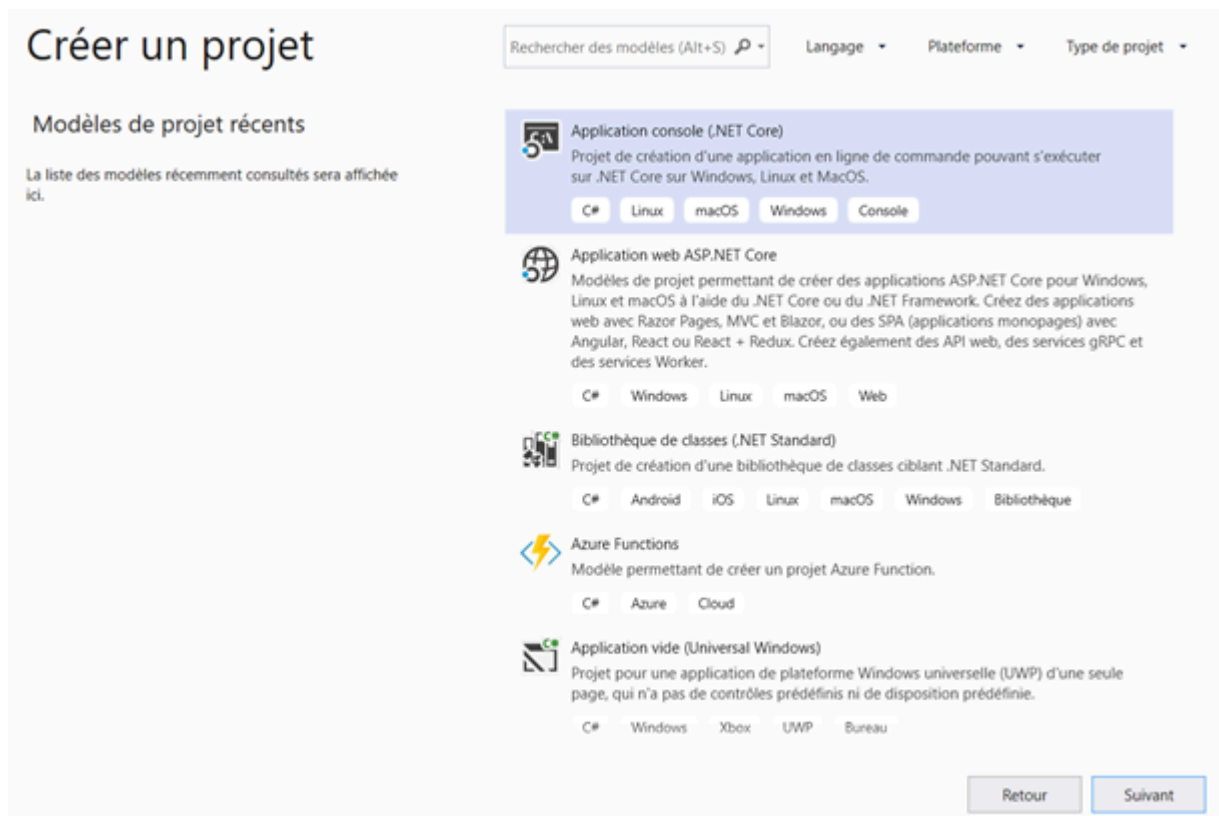 Créer un projet
Rechercher des modèles (Alt+S)
Langage
Plateforme
Type de projet
Modèles de projet récents
La liste des modèles récemment consultés sera affichée
ici.
Application console (.NET Core)
Projet de création d'une application en ligne de commande pouvant s'exécuter
sur .NET Core sur Windows, Linux et MacOS.
C# Linux macOS Windows Console
Application web ASP.NET Core
Modèles de projet permettant de créer des applications ASP.NET Core pour Windows,
Linux et macOS à l'aide du .NET Core ou du .NET Framework. Créez des applications
web avec Razor Pages, MVC et Blazor, ou des SPA (applications monopages) avec
Angular, React ou React + Redux. Créez également des API web, des services gRPC et
des services Worker.
C# Windows Linux macOS Web
Bibliothèque de classes (.NET Standard)
Projet de création d'une bibliothèque de classes ciblant .NET Standard.
C# Android iOS Linux macOS Windows Bibliothèque
Azure Functions
Modèle permettant de créer un projet Azure Function.
C# Azure Cloud
Application vide (Universal Windows)
Projet pour une application de plateforme Windows universelle (UWP) d'une seule
page, qui n'a pas de contrôles prédéfinis ni de disposition prédéfinie.
C# Windows Xbox UWP Bureau
Retour
Suivant